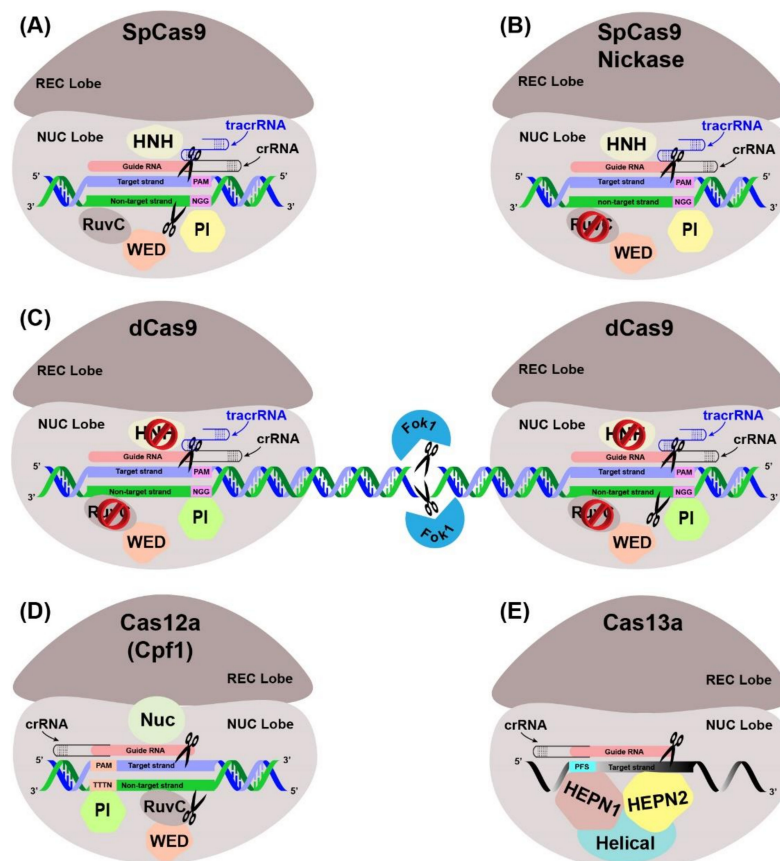 (A)
SpCas9
REC Lobe
NUC Lobe
HNH
tracrRNA
crRNA
Guide RNA
5'
Target strand
PAM
5'
3'
Non-target strand
NGG
3'
RuvC
WED
PI
(B)
SpCas9
Nickase
REC Lobe
NUC Lobe
HNH
tracrRNA
crRNA
Guide RNA
5'
Target strand
PAM
5'
3'
non-target strand
NGG
3'
RuvC
WED
PI
(C)
dCas9
REC Lobe
NUC Lobe
HNH
tracrRNA
crRNA
Guide RNA
5'
Target strand
PAM
3'
Non-target strand
NGG
RuvC
WED
PI
Fok1
Fok1
dCas9
REC Lobe
NUC Lobe
HNH
tracrRNA
crRNA
Guide RNA
Target strand
PAM
5'
Non-target strand
NGG
3'
RuvC
WED
PI
(D)
Cas12a
(Cpf1)
REC Lobe
Nuc
NUC Lobe
crRNA
Guide RNA
5'
PAM
Target strand
3'
3'
TTTN
Non-target strand
5'
PI
RuvC
WED
(E)
Cas13a
REC Lobe
NUC Lobe
crRNA
Guide RNA
5'
PFS
Target strand
3'
HEPN1
HEPN2
Helical